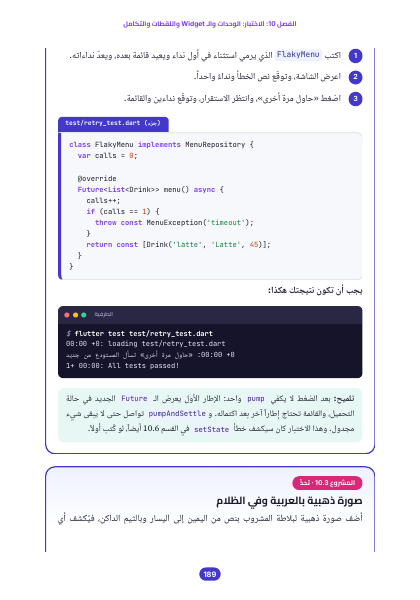 الفصل 10: الاختبار: الوحدات والـ Widget واللقطات والتكامل
1 اكتب FlakyMenu الذي يرمي استثناء في أول نداء ويعيد قائمة بعده، ويعدّ نداءاته.
2 اعرض الشاشة، وتوقّع نص الخطأ ونداءً واحداً.
3 اضغط «حاول مرة أخرى»، وانتظر الاستقرار، وتوقّع نداءين والقائمة.
test/retry_test.dart (جزء)
class FlakyMenu implements MenuRepository {
var calls = 0;
@override
Future<List<Drink>> menu() async {
calls++;
if (calls == 1) {
throw const MenuException('timeout');
}
return const [Drink('latte', 'Latte', 45)];
}
}
يجب أن تكون نتيجتك هكذا:
الطرفية
$ flutter test test/retry_test.dart
00:00 +0: loading test/retry_test.dart
00:00 +0: «حاول مرة أخرى» تسأل المستودع من جديد
00:00 +1: All tests passed!
تلميح: بعد الضغط لا يكفي pump واحد: الإطار الأول يعرض الـ Future الجديد في حالة
التحميل، والقائمة تحتاج إطاراً آخر بعد اكتماله. و pumpAndSettle تواصل حتى لا يبقى شيء
مجدول. وهذا الاختبار كان سيكشف خطأ setState في القسم 10.6 أيضاً، لو كُتب أولاً.
المشروع 10.3 · تحدٍّ
صورة ذهبية بالعربية وفي الظلام
أضف صورة ذهبية لبلاطة المشروب بنص من اليمين إلى اليسار وبالثيم الداكن، فيُكشف أي
189